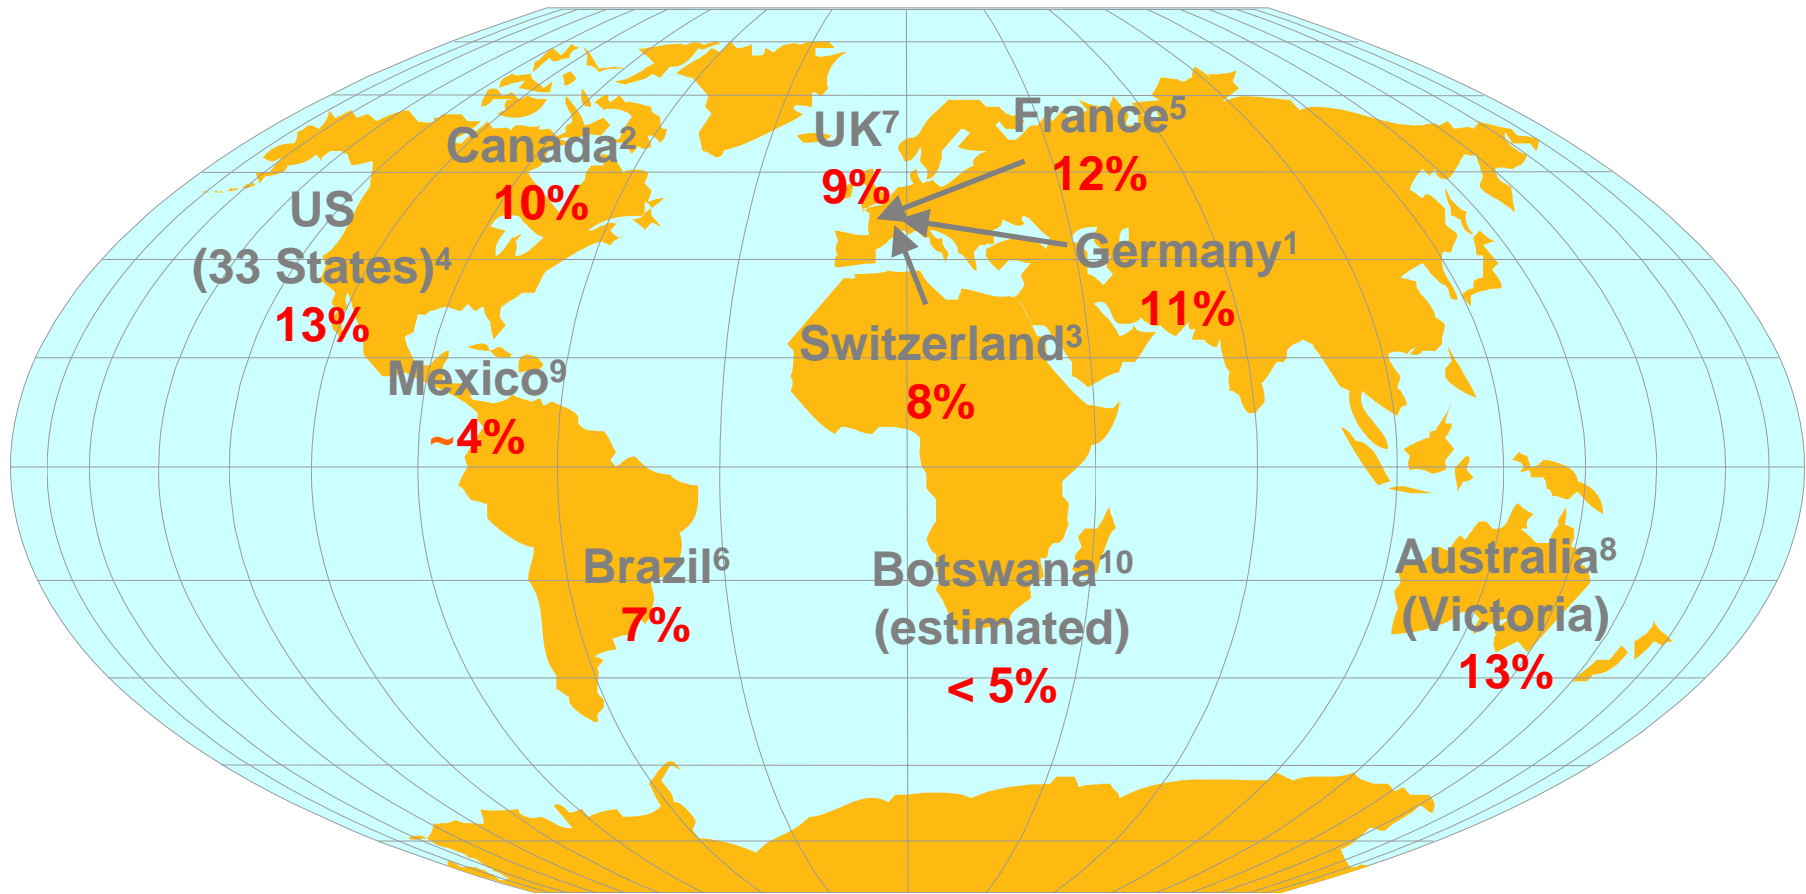 Canada²
10%
US
(33 States)⁴
13%
Mexico⁹
~4%
Brazil⁶
7%
UK⁷
9%
France⁵
12%
Germany¹
11%
Switzerland³
8%
Botswana¹⁰
(estimated)
< 5%
Australia⁸
(Victoria)
13%